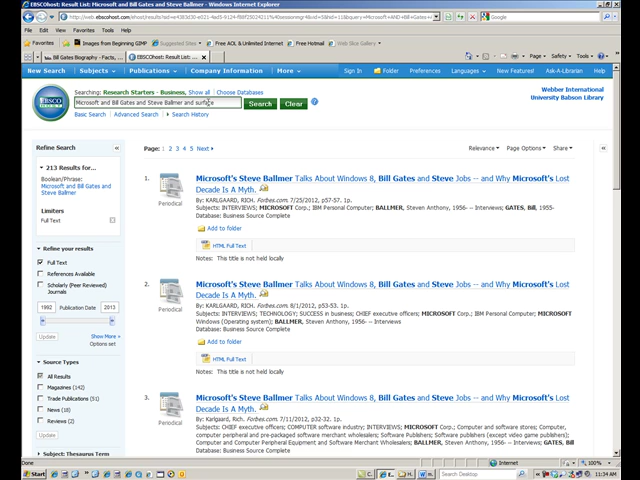 EBSCOhost: Result List: Microsoft and Bill Gates and Steve Ballmer - Windows Internet Explorer
Google
File Edit View Favorites Tools Help
Favorites Images from Beginning GIMP Suggested Sites Free AOL & Unlimited Internet Free Hotmail Web Slice Gallery
Bill Gates Biography - Facts, ... EBSCOhost: Result List: ... Page Safety Tools
New Search Subjects Publications Company Information More Sign In Folder Preferences Languages New Features! Ask-A-Librarian Help
EBSCO HOST
Searching: Research Starters - Business, Show all Choose Databases
Microsoft and Bill Gates and Steve Ballmer and surface Search Clear
Basic Search Advanced Search Search History
Webber International
University Babson Library
Refine Search
213 Results for...
Boolean/Phrase:
Microsoft and Bill Gates and Steve Ballmer
Limiters
Full Text
Refine your results
Full Text
References Available
Scholarly (Peer Reviewed) Journals
1992 Publication Date 2013
Update Show More
Options set
Source Types
All Results
Magazines (142)
Trade Publications (51)
News (18)
Reviews (2)
Update
Subject: Thesaurus Term
Page: 1 2 3 4 5 Next Relevance Page Options Share
1. Microsoft's Steve Ballmer Talks About Windows 8, Bill Gates and Steve Jobs -- and Why Microsoft's Lost
Decade Is A Myth.
Periodical
By: KARLGAARD, RICH. Forbes.com. 7/25/2012, p57-57. 1p.
Subjects: INTERVIEWS; MICROSOFT Corp.; IBM Personal Computer; BALLMER, Steven Anthony, 1956- -- Interviews; GATES, Bill, 1955-
Database: Business Source Complete
Add to folder
HTML Full Text
Notes: This title is not held locally
2. Microsoft's Steve Ballmer Talks About Windows 8, Bill Gates and Steve Jobs -- and Why Microsoft's Lost
Decade Is A Myth.
Periodical
By: KARLGAARD, RICH. Forbes.com. 8/1/2012, p53-53. 1p.
Subjects: INTERVIEWS; TECHNOLOGY; SUCCESS in business; CHIEF executive officers; MICROSOFT Corp.; IBM Personal Computer; MICROSOFT
Windows (Operating system); BALLMER, Steven Anthony, 1956- -- Interviews
Database: Business Source Complete
Add to folder
HTML Full Text
Notes: This title is not held locally
3. Microsoft's Steve Ballmer Talks About Windows 8, Bill Gates and Steve Jobs -- and Why Microsoft's Lost
Decade Is A Myth.
Periodical
By: Karlgaard, Rich. Forbes.com. 7/11/2012, p32-32. 1p.
Subjects: CHIEF executive officers; COMPUTER software industry; INTERVIEWS; MICROSOFT Corp.; Computer and software stores; Computer,
computer peripheral and pre-packaged software merchant wholesalers; Software Publishers; Software publishers (except video game publishers);
Computer and Computer Peripheral Equipment and Software Merchant Wholesalers; BALLMER, Steven Anthony, 1956- -- Interviews; GATES, Bill
Database: Business Source Complete
Done Internet 100%
Start Search Desktop 11:34 AM